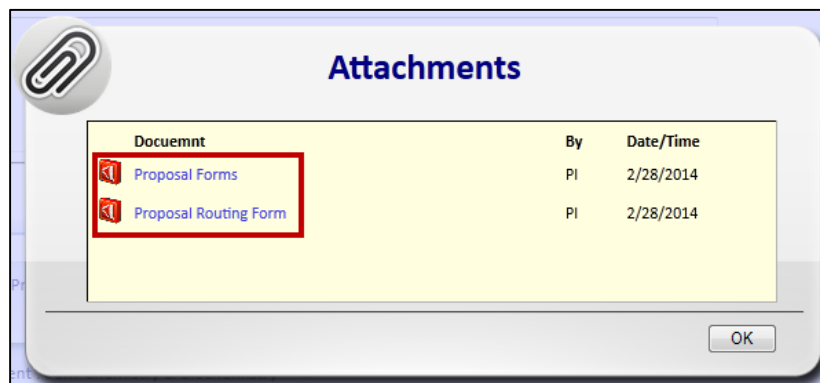 Attachments
Docuemnt By Date/Time
Proposal Forms PI 2/28/2014
Proposal Routing Form PI 2/28/2014
OK